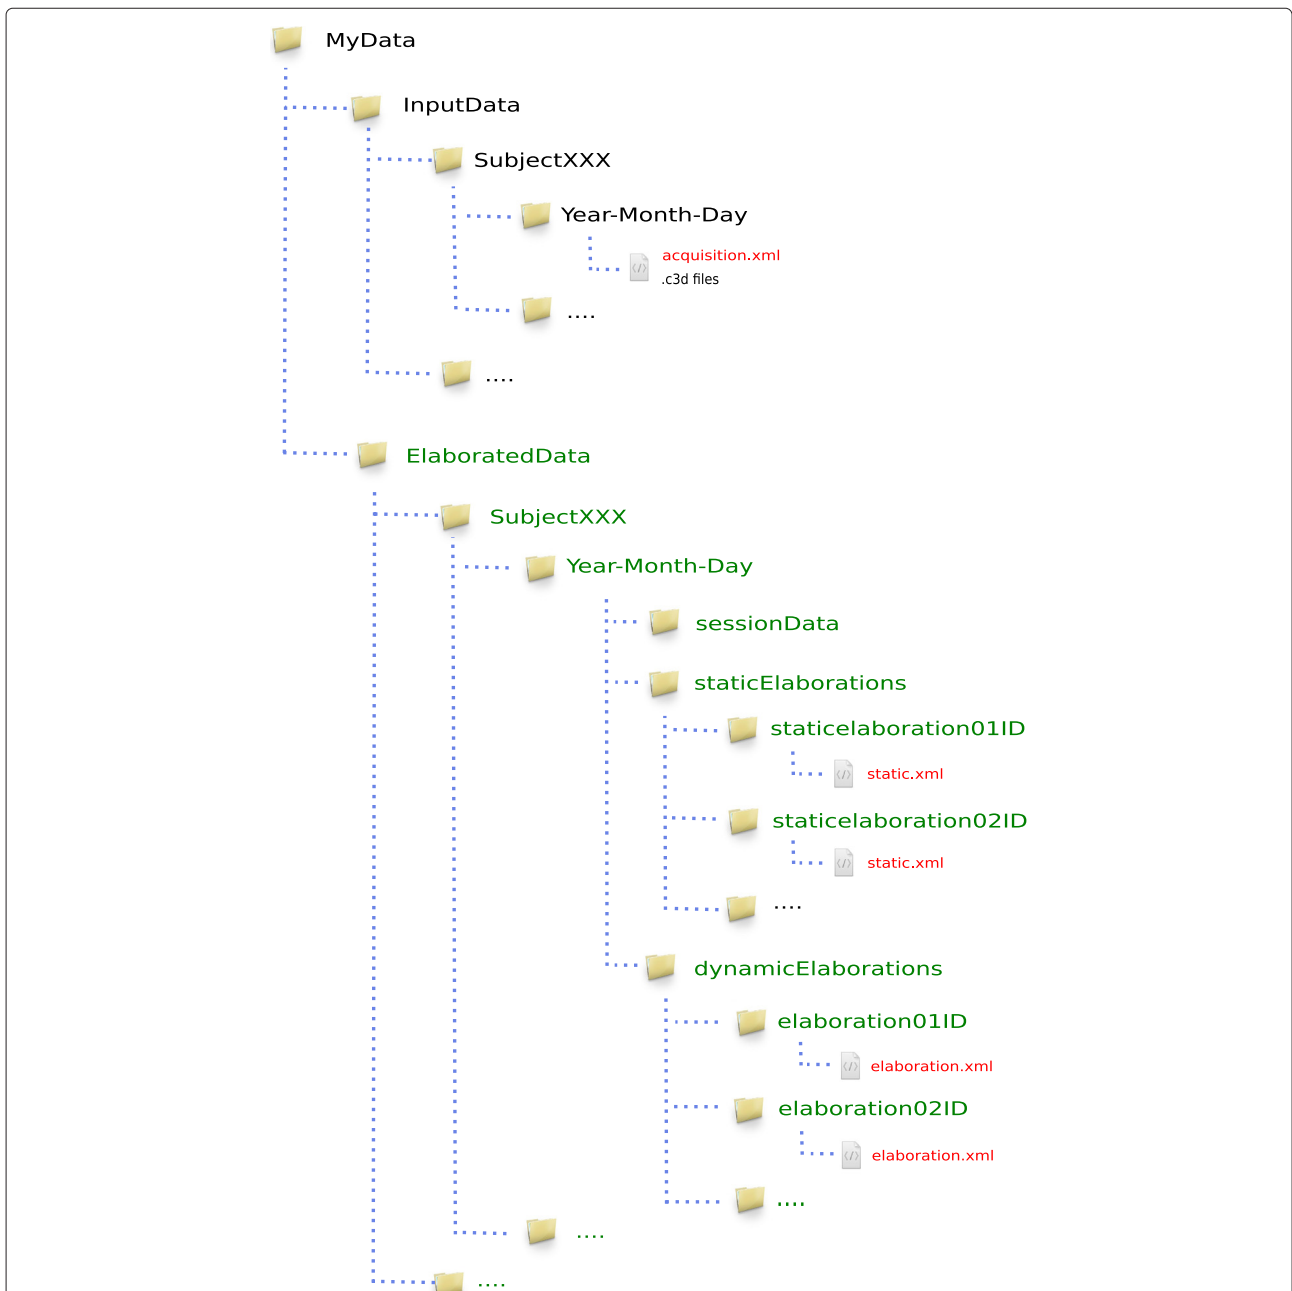 MyData
InputData
SubjectXXX
Year-Month-Day
acquisition.xml
.c3d files
....
....
ElaboratedData
SubjectXXX
Year-Month-Day
sessionData
staticElaborations
staticelaboration01ID
static.xml
staticelaboration02ID
static.xml
....
dynamicElaborations
elaboration01ID
elaboration.xml
elaboration02ID
elaboration.xml
....
....
....